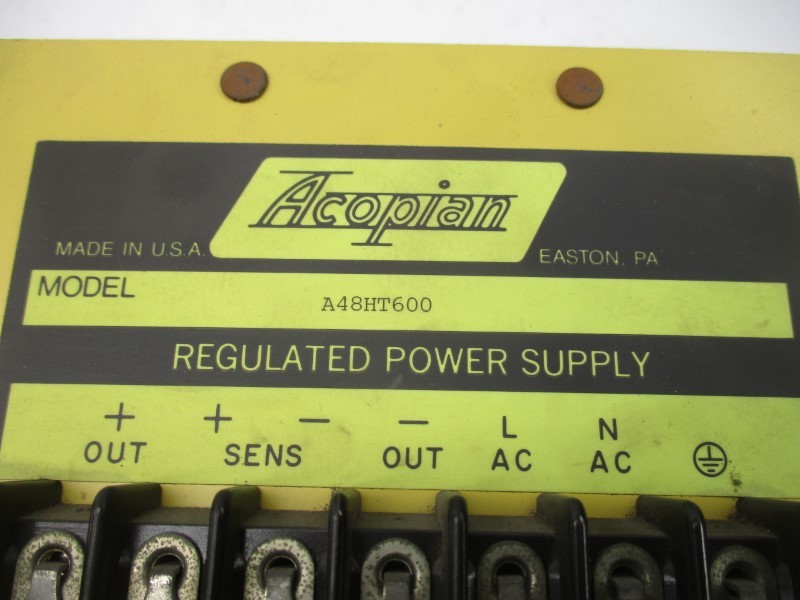 Acopian
MADE IN U.S.A.
EASTON, PA
MODEL A48HT600
REGULATED POWER SUPPLY
+ + − − L N
OUT SENS OUT AC AC